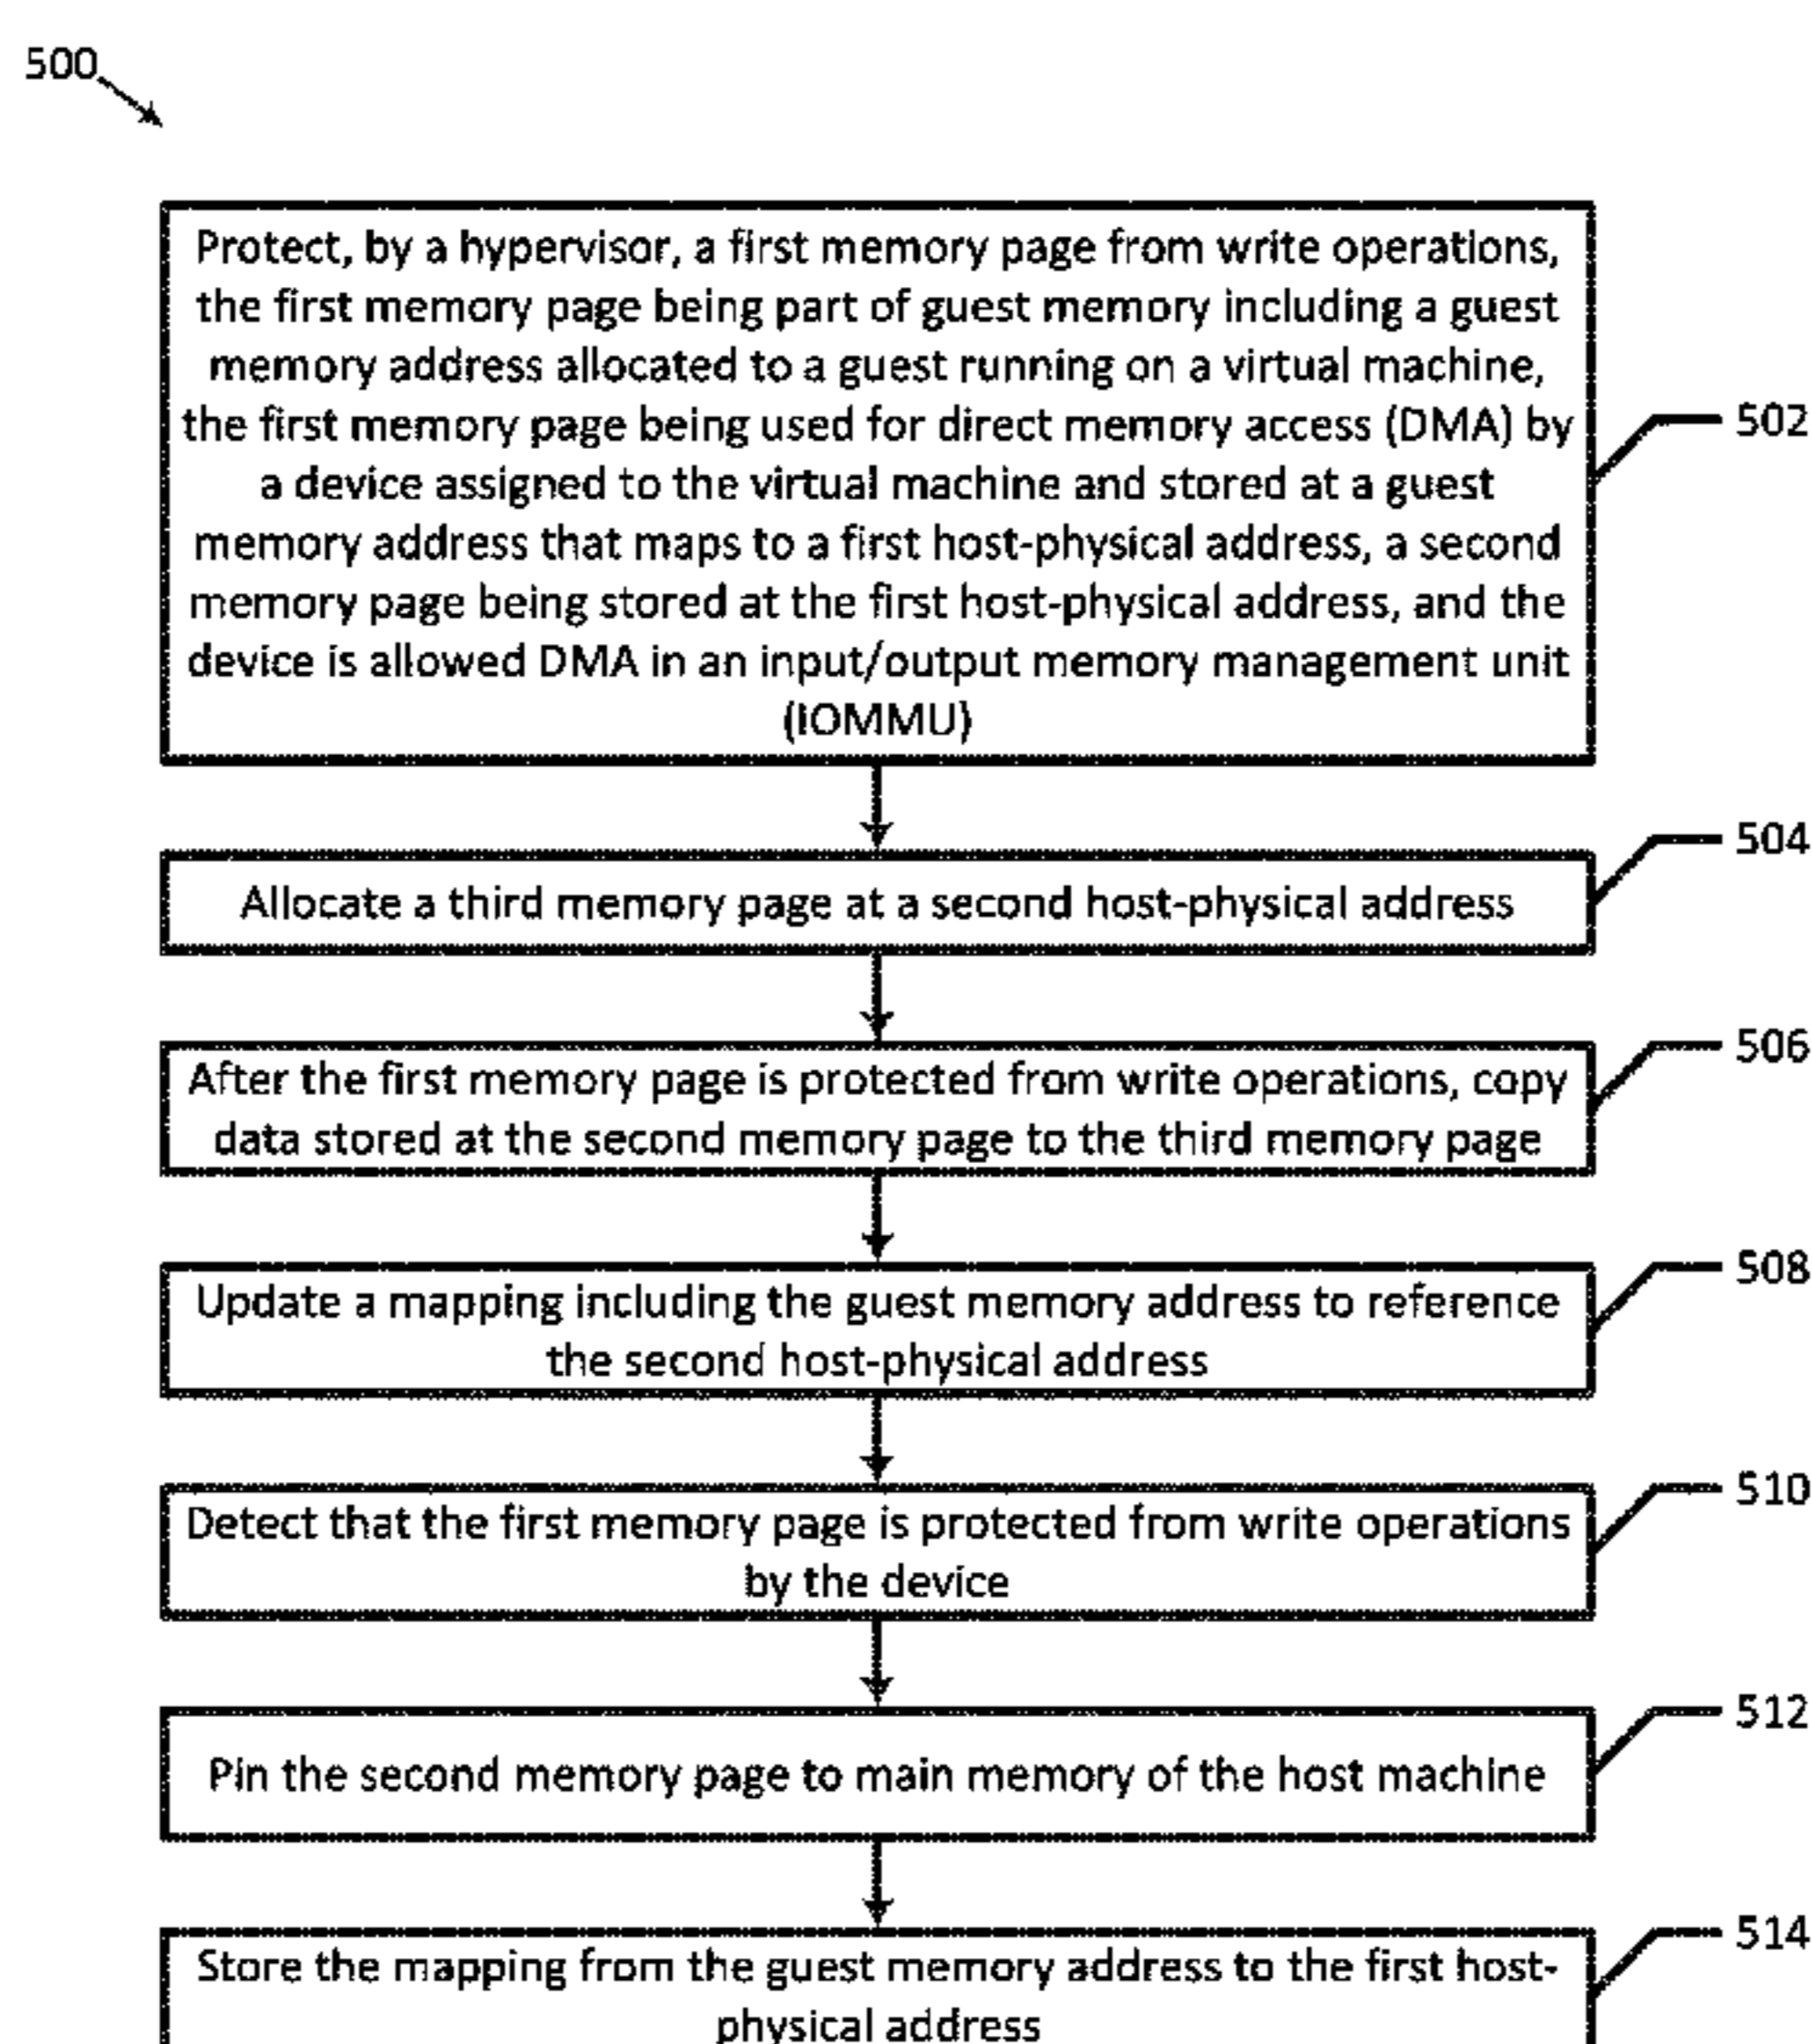 500
Protect, by a hypervisor, a first memory page from write operations,
the first memory page being part of guest memory including a guest
memory address allocated to a guest running on a virtual machine,
the first memory page being used for direct memory access (DMA) by
a device assigned to the virtual machine and stored at a guest
memory address that maps to a first host-physical address, a second
memory page being stored at the first host-physical address, and the
device is allowed DMA in an input/output memory management unit
(IOMMU)
502
Allocate a third memory page at a second host-physical address
504
After the first memory page is protected from write operations, copy
data stored at the second memory page to the third memory page
506
Update a mapping including the guest memory address to reference
the second host-physical address
508
Detect that the first memory page is protected from write operations
by the device
510
Pin the second memory page to main memory of the host machine
512
Store the mapping from the guest memory address to the first host-
physical address
514